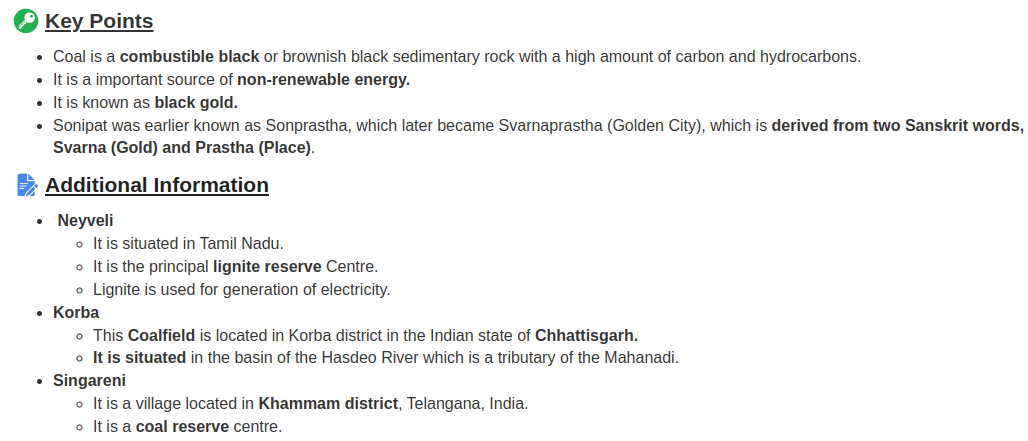 Key Points
Coal is a combustible black or brownish black sedimentary rock with a high amount of carbon and hydrocarbons.
It is a important source of non-renewable energy.
It is known as black gold.
Sonipat was earlier known as Sonprastha, which later became Svarnaprastha (Golden City), which is derived from two Sanskrit words,
Svarna (Gold) and Prastha (Place).
Additional Information
Neyveli
It is situated in Tamil Nadu.
It is the principal lignite reserve Centre.
Lignite is used for generation of electricity.
Korba
This Coalfield is located in Korba district in the Indian state of Chhattisgarh.
It is situated in the basin of the Hasdeo River which is a tributary of the Mahanadi.
Singareni
It is a village located in Khammam district, Telangana, India.
It is a coal reserve centre.